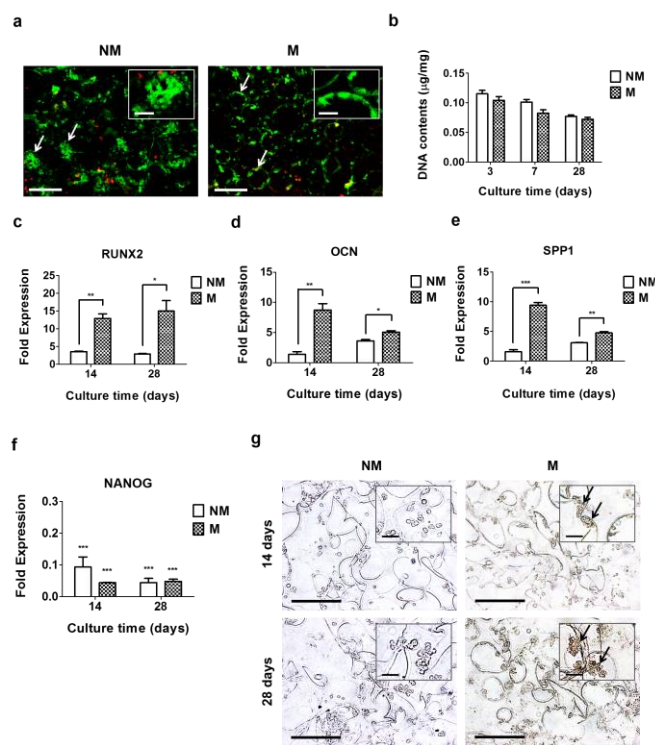 a
NM
M
b
DNA contents (µg/mg)
0.15
0.10
0.05
0.00
3
7
28
Culture time (days)
NM
M
c
RUNX2
Fold Expression
25
20
15
10
5
0
**
*
14
28
Culture time (days)
NM
M
d
OCN
Fold Expression
15
10
5
0
**
*
14
28
Culture time (days)
NM
M
e
SPP1
Fold Expression
15
10
5
0
***
**
14
28
Culture time (days)
NM
M
f
NANOG
Fold Expression
0.3
0.2
0.1
0.0
***
***
***
***
14
28
Culture time (days)
NM
M
g
NM
M
14 days
28 days